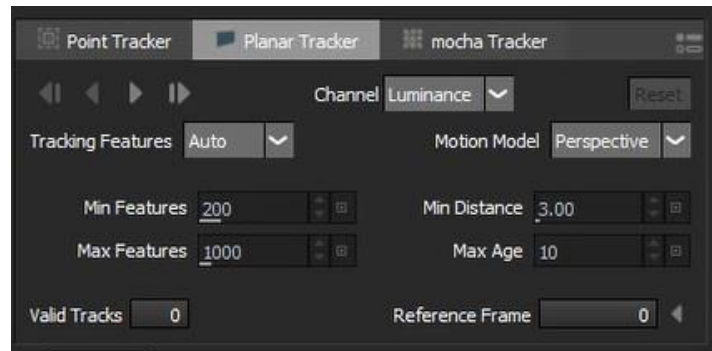 Point Tracker Planar Tracker mocha Tracker
Channel Luminance Reset
Tracking Features Auto Motion Model Perspective
Min Features 200 Min Distance 3.00
Max Features 1000 Max Age 10
Valid Tracks 0 Reference Frame 0